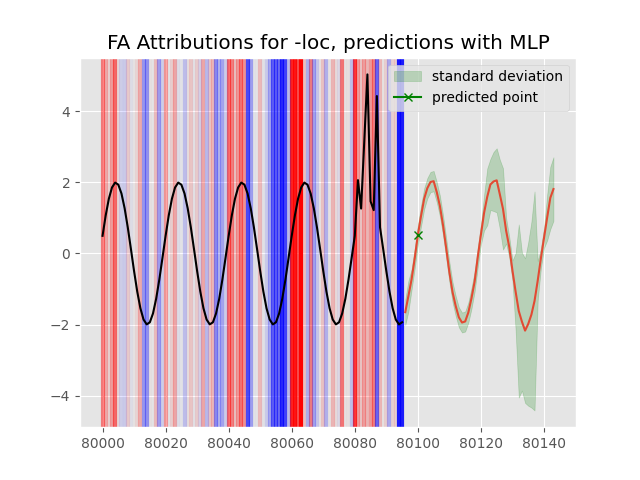 FA Attributions for -loc, predictions with MLP
standard deviation
predicted point
4
2
0
−2
−4
80000 80020 80040 80060 80080 80100 80120 80140